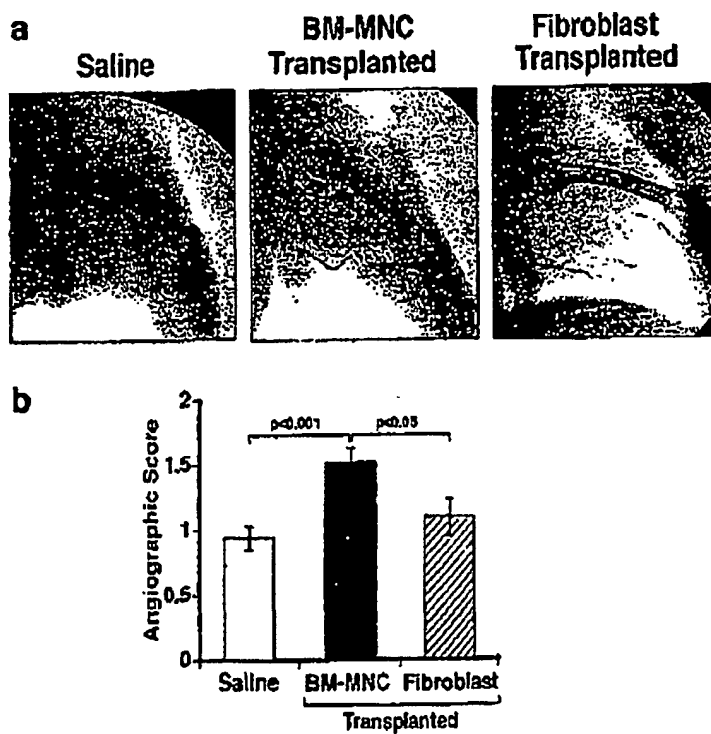 a
Saline
BM-MNC
Transplanted
Fibroblast
Transplanted
b
Angiographic Score
2
1.5
1
0.5
0
p<0.001
p<0.05
Saline
BM-MNC
Fibroblast
Transplanted